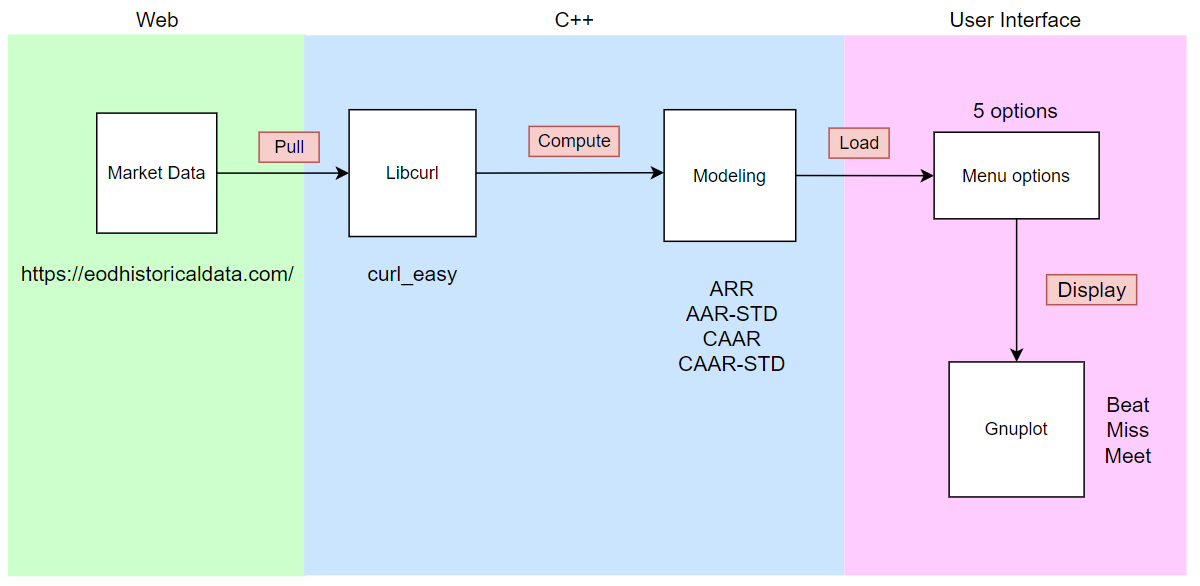 Web
C++
User Interface
5 options
Pull
Compute
Load
Market Data
Libcurl
Modeling
Menu options
https://eodhistoricaldata.com/
curl_easy
ARR
AAR-STD
CAAR
CAAR-STD
Display
Gnuplot
Beat
Miss
Meet